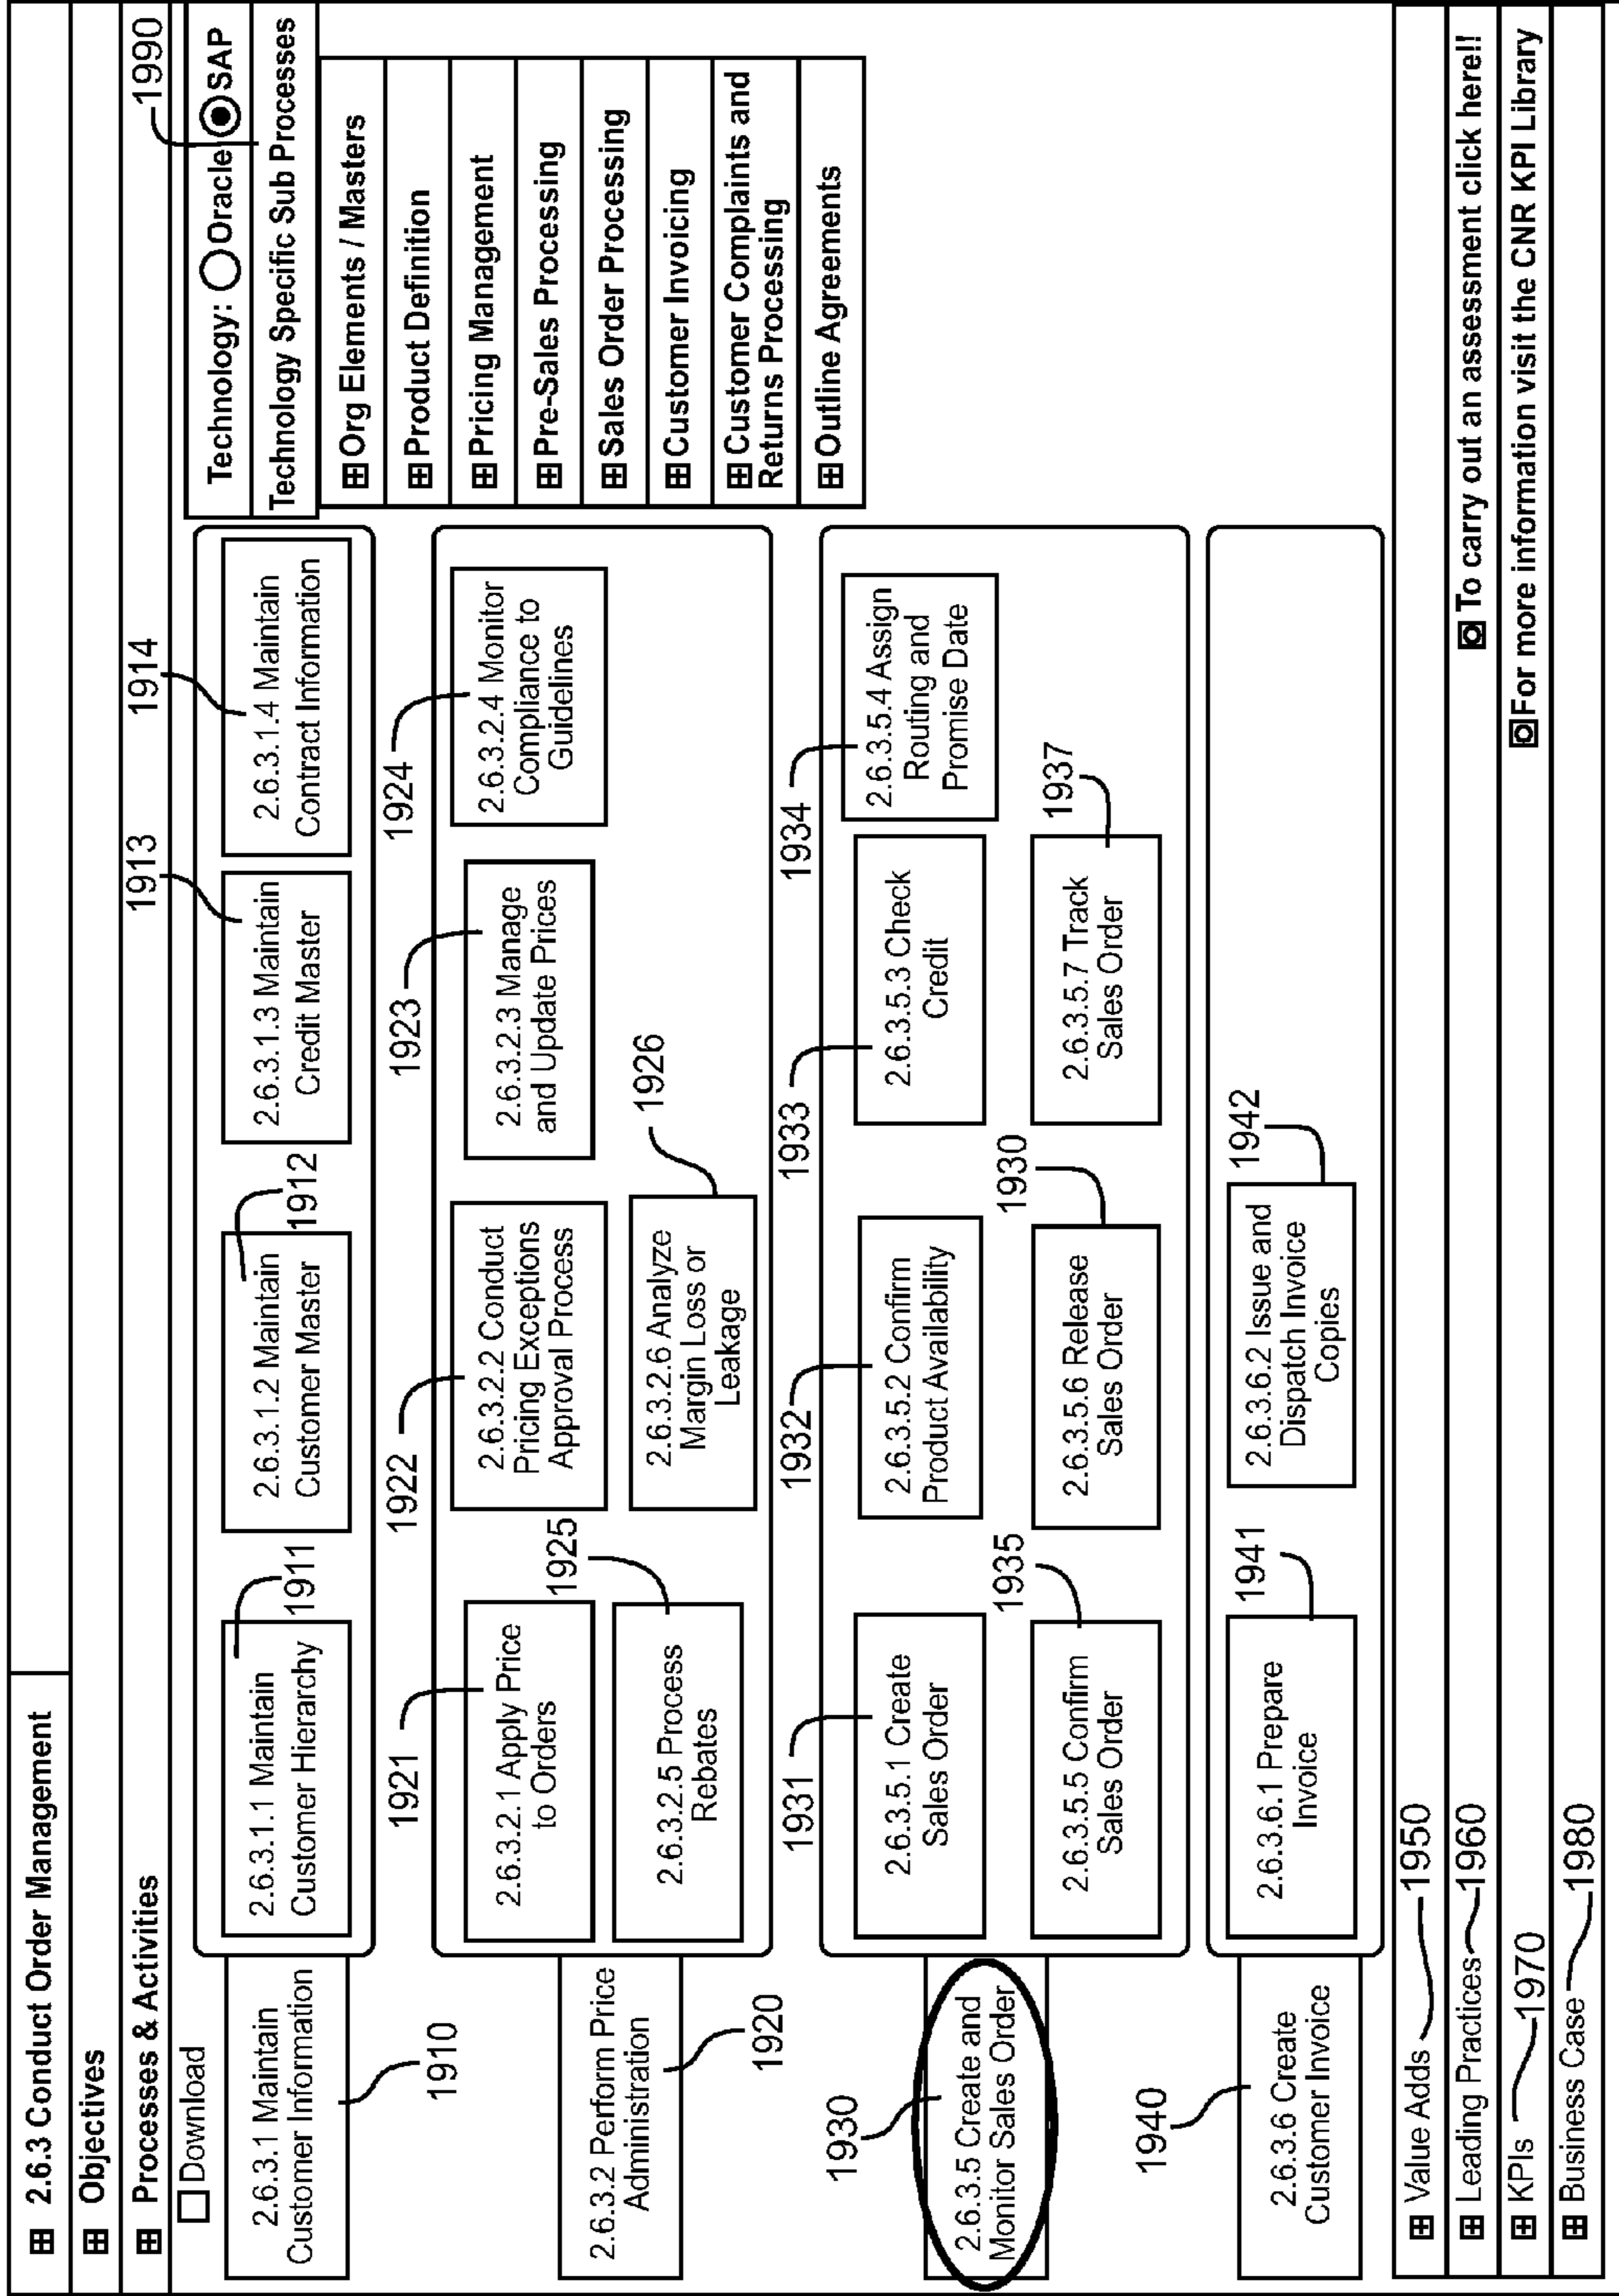 ⊞ 2.6.3 Conduct Order Management
⊞ Objectives
⊞ Processes & Activities
1913
1914
1990
Technology: Oracle SAP
Technology Specific Sub Processes
⊞ Org Elements / Masters
⊞ Product Definition
⊞ Pricing Management
⊞ Pre-Sales Processing
⊞ Sales Order Processing
⊞ Customer Invoicing
⊞ Customer Complaints and
Returns Processing
⊞ Outline Agreements
Download
2.6.3.1 Maintain
Customer Information
1910
2.6.3.1.1 Maintain
Customer Hierarchy
1911
2.6.3.1.2 Maintain
Customer Master
1912
2.6.3.1.3 Maintain
Credit Master
2.6.3.1.4 Maintain
Contract Information
2.6.3.2 Perform Price
Administration
1920
1921
2.6.3.2.1 Apply Price
to Orders
1922
2.6.3.2.2 Conduct
Pricing Exceptions
Approval Process
1923
2.6.3.2.3 Manage
and Update Prices
1924
2.6.3.2.4 Monitor
Compliance to
Guidelines
1925
2.6.3.2.5 Process
Rebates
2.6.3.2.6 Analyze
Margin Loss or
Leakage
1926
1930
2.6.3.5 Create and
Monitor Sales Order
1931
2.6.3.5.1 Create
Sales Order
1932
2.6.3.5.2 Confirm
Product Availability
1933
2.6.3.5.3 Check
Credit
1934
2.6.3.5.4 Assign
Routing and
Promise Date
1935
2.6.3.5.5 Confirm
Sales Order
1930
2.6.3.5.6 Release
Sales Order
1937
2.6.3.5.7 Track
Sales Order
1940
2.6.3.6 Create
Customer Invoice
1941
2.6.3.6.1 Prepare
Invoice
1942
2.6.3.6.2 Issue and
Dispatch Invoice
Copies
⊞ Value Adds 1950
⊞ Leading Practices 1960
To carry out an assessment click here!!
⊞ KPIs 1970
For more information visit the CNR KPI Library
⊞ Business Case 1980